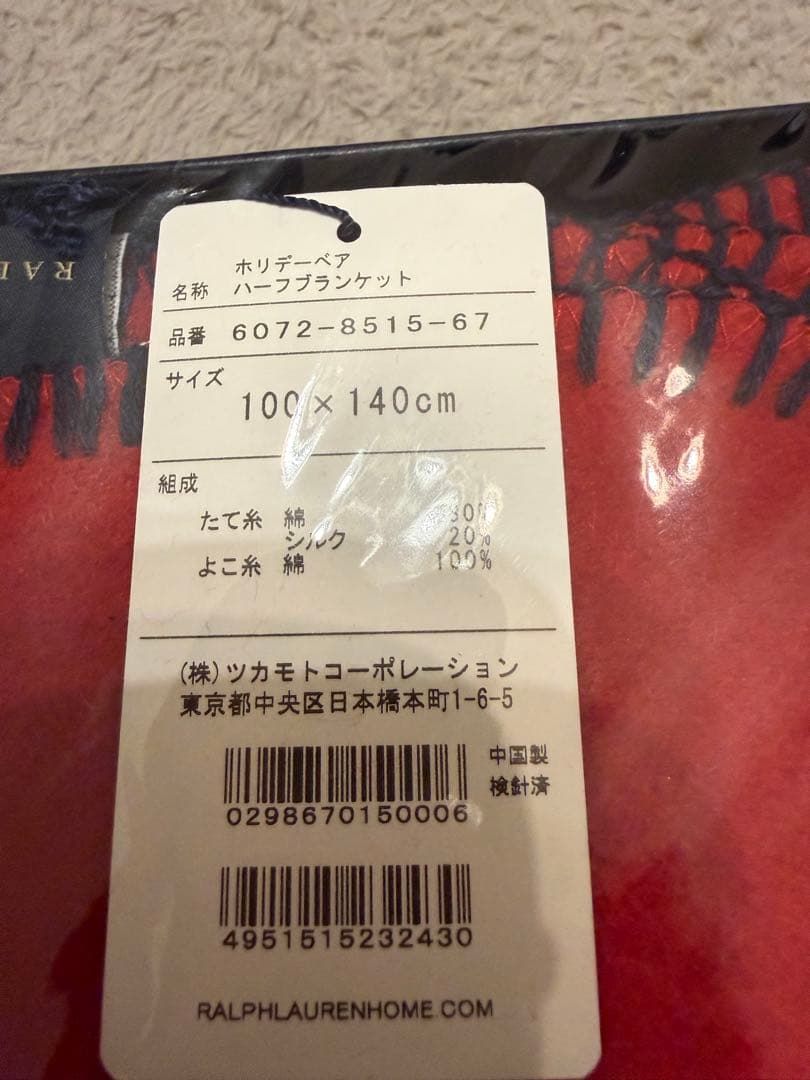 名称 ホリデーベア
ハーフブランケット
品番 6072-8515-67
サイズ
100×140cm
組成
たて糸 綿
シルク 20%
よこ糸 綿 100%
(株)ツカモトコーポレーション
東京都中央区日本橋本町1-6-5
中国製
検針済
0298670150006
4951515232430
RALPHLAURENHOME.COM